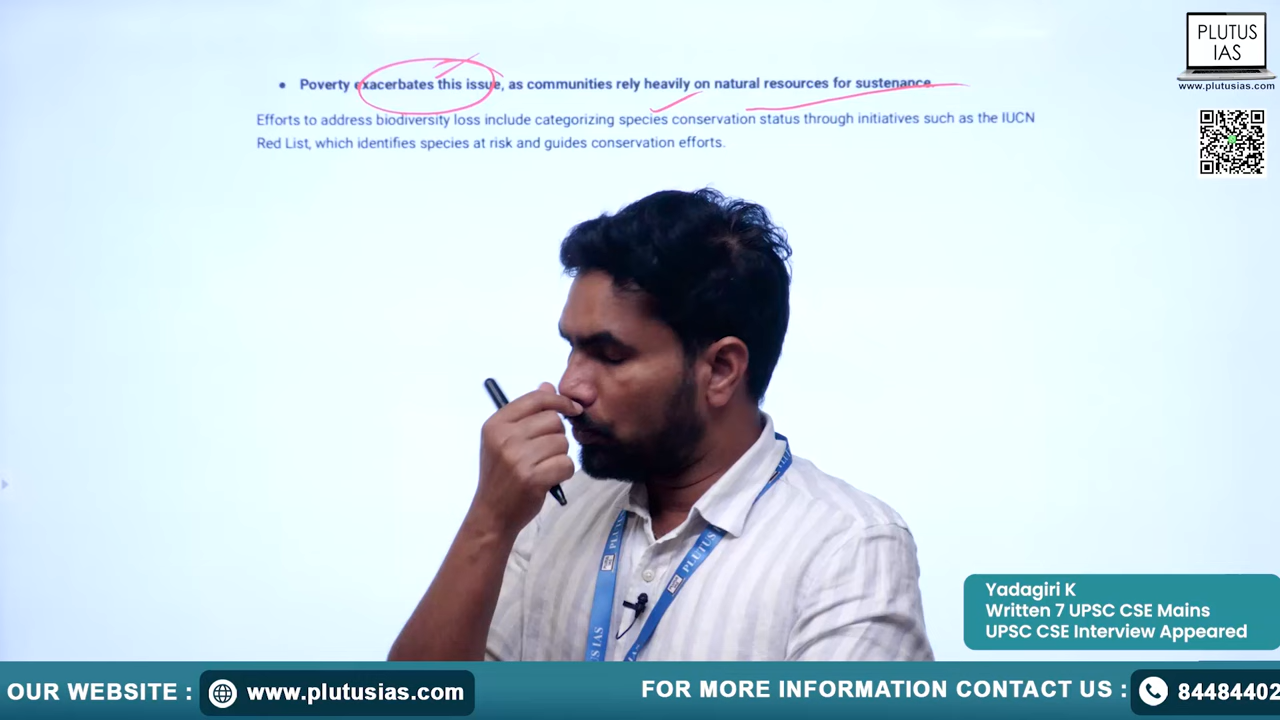 PLUTUS
IAS
www.plutusias.com
• Poverty exacerbates this issue, as communities rely heavily on natural resources for sustenance.
Efforts to address biodiversity loss include categorizing species conservation status through initiatives such as the IUCN
Red List, which identifies species at risk and guides conservation efforts.
PLUTUS IAS
PLUTUS
Yadagiri K
Written 7 UPSC CSE Mains
UPSC CSE Interview Appeared
OUR WEBSITE : www.plutusias.com
FOR MORE INFORMATION CONTACT US : 84484402